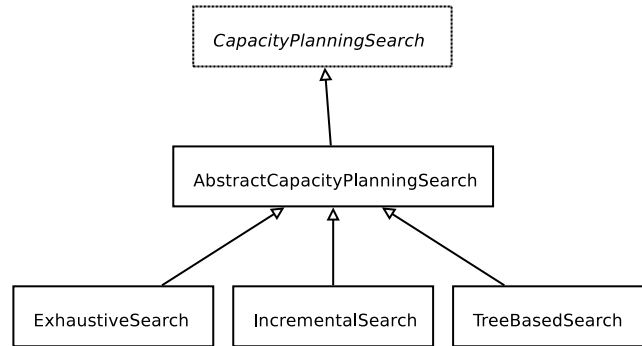 CapacityPlanningSearch
AbstractCapacityPlanningSearch
ExhaustiveSearch
IncrementalSearch
TreeBasedSearch